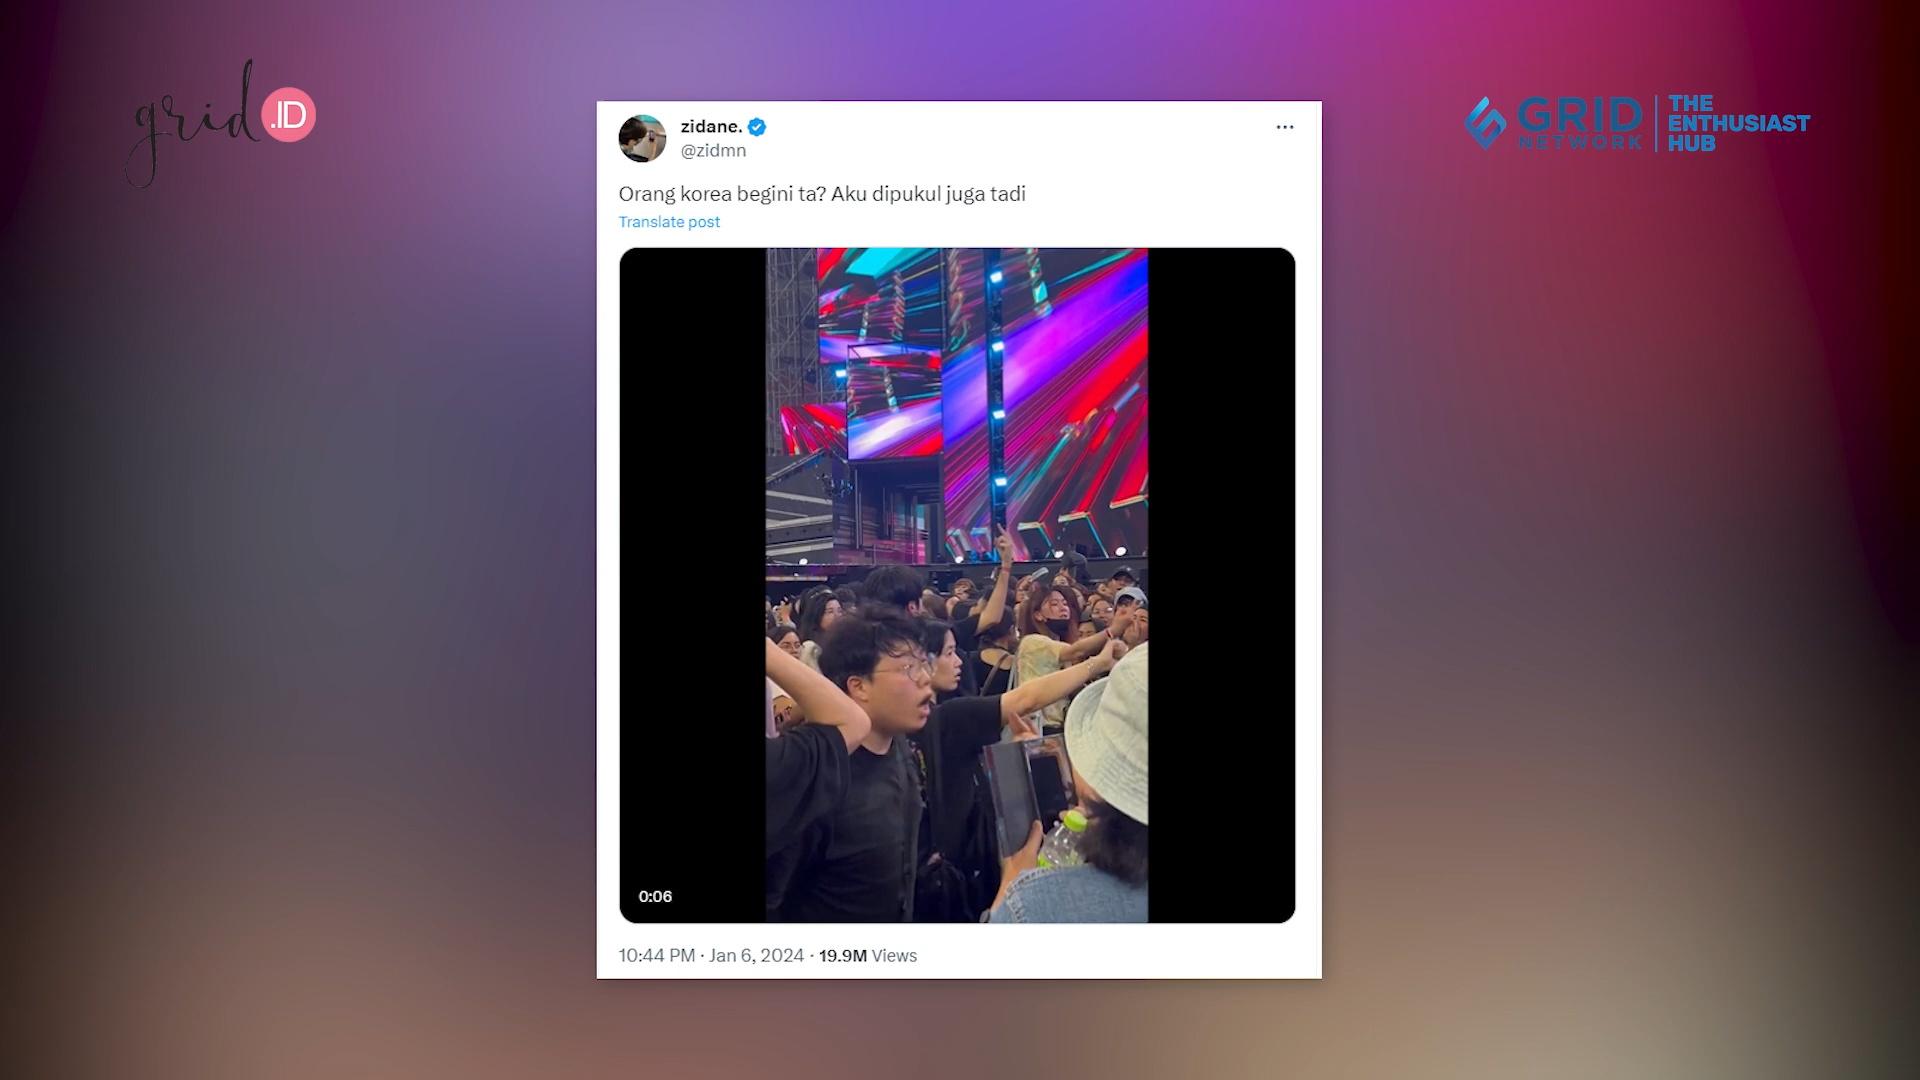 grid.ID
GRID
NETWORK
THE
ENTHUSIAST
HUB
zidane.
@zidmn
Orang korea begini ta? Aku dipukul juga tadi
Translate post
0:06
10:44 PM · Jan 6, 2024 · 19.9M Views